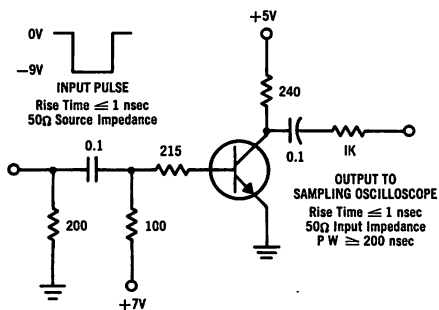 +5V
0V
−9V
INPUT PULSE
Rise Time ≤ 1 nsec
50Ω Source Impedance
240
0.1
215
0.1
1K
OUTPUT TO
SAMPLING OSCILLOSCOPE
Rise Time ≤ 1 nsec
50Ω Input Impedance
P W ≥ 200 nsec
200
100
+7V